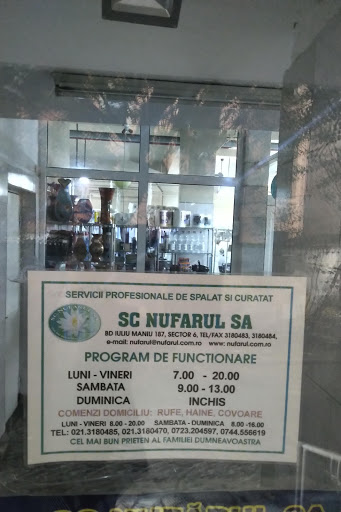 SERVICII PROFESIONALE DE SPALAT SI CURATAT
SC NUFARUL SA
BD IULIU MANIU 187, SECTOR 6, TEL/FAX 3180483, 3180484,
e-mail: nufarul@nufarul.com.ro www: nufarul.com.ro
PROGRAM DE FUNCTIONARE
LUNI - VINERI 7.00 - 20.00
SAMBATA 9.00 - 13.00
DUMINICA INCHIS
COMENZI DOMICILIU: RUFE, HAINE, COVOARE
LUNI - VINERI 8.00 - 20.00 SAMBATA - DUMINICA 8.00 -16.00
TEL: 021.3180485, 021.3180470, 0723.204597, 0744.556619
CEL MAI BUN PRIETEN AL FAMILIEI DUMNEAVOASTRA
SC NUFĂRUL SA